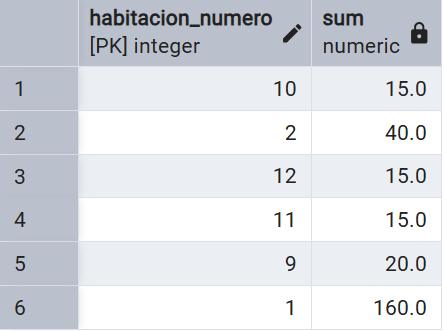 habitacion_numero sum
[PK] integer numeric
1 10 15.0
2 2 40.0
3 12 15.0
4 11 15.0
5 9 20.0
6 1 160.0